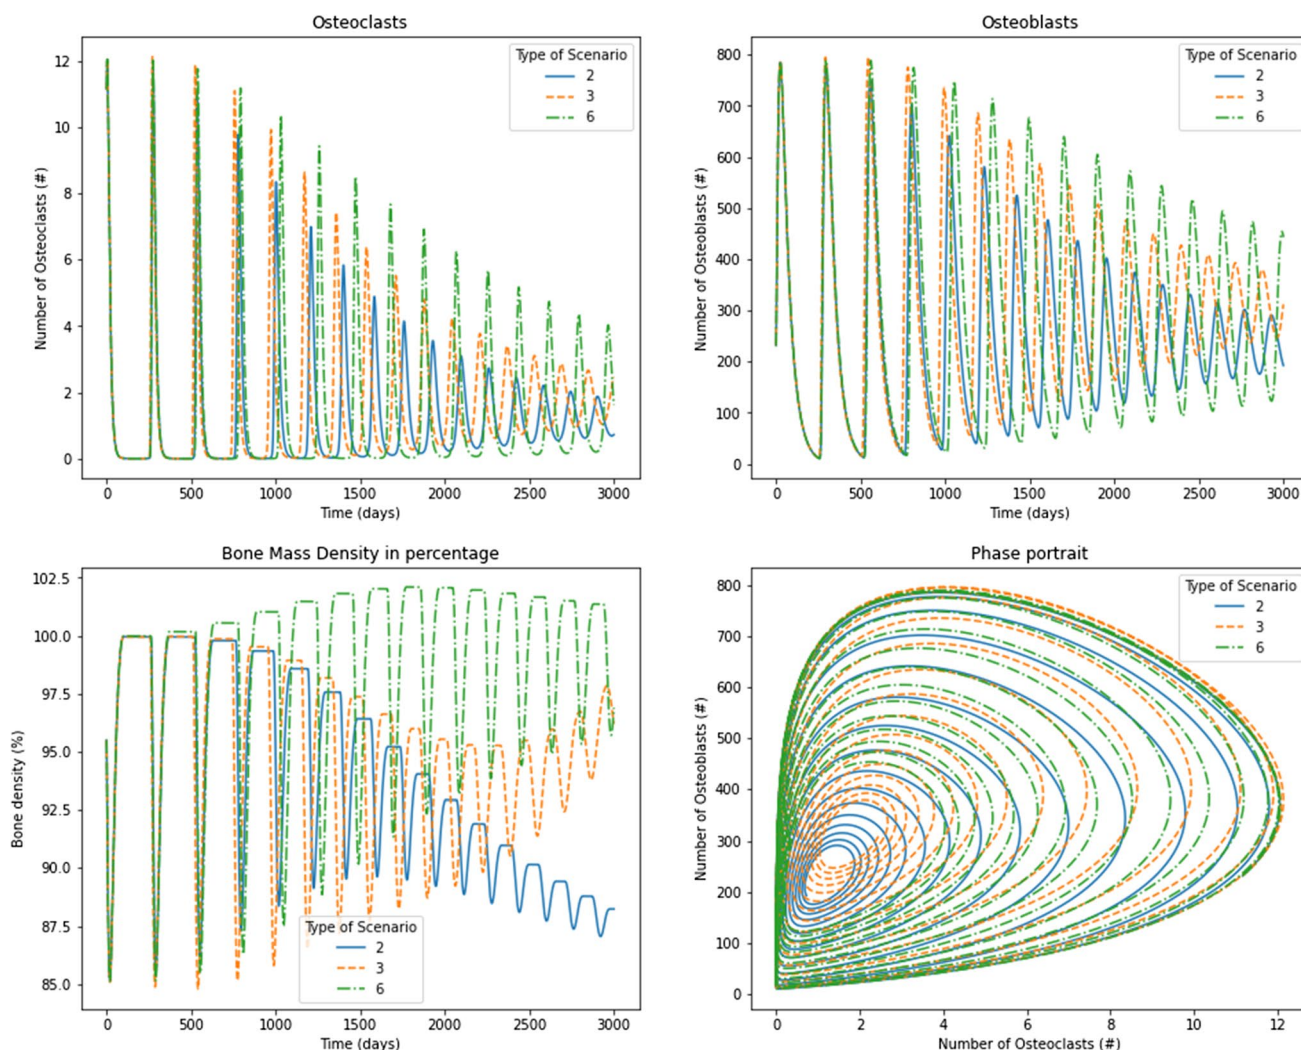 Osteoclasts
Number of Osteoclasts (#)
12
10
8
6
4
2
0
0 500 1000 1500 2000 2500 3000
Time (days)
Type of Scenario
2
3
6
Osteoblasts
Number of Osteoblasts (#)
800
700
600
500
400
300
200
100
0
0 500 1000 1500 2000 2500 3000
Time (days)
Type of Scenario
2
3
6
Bone Mass Density in percentage
Bone density (%)
102.5
100.0
97.5
95.0
92.5
90.0
87.5
85.0
0 500 1000 1500 2000 2500 3000
Time (days)
Type of Scenario
2
3
6
Phase portrait
Number of Osteoblasts (#)
800
700
600
500
400
300
200
100
0
0 2 4 6 8 10 12
Number of Osteoclasts (#)
Type of Scenario
2
3
6